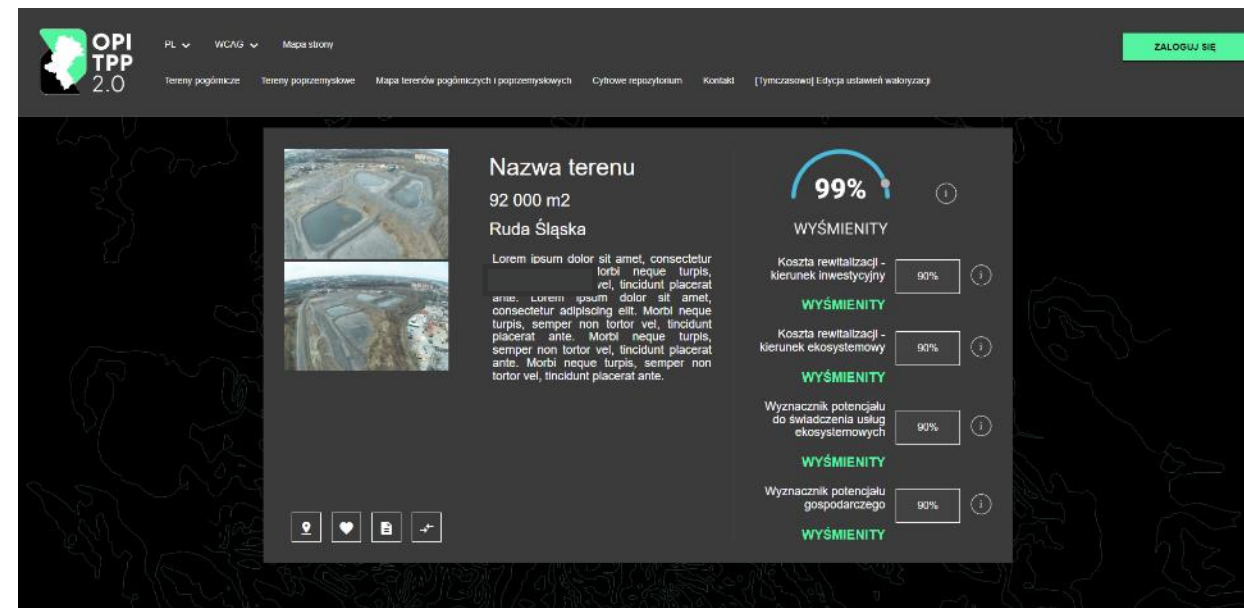 OPI
TPP
2.0
PL WCAG Mapa strony
ZALOGUJ SIĘ
Tereny pogórnicze Tereny poprzemysłowe Mapa terenów pogórniczych i poprzemysłowych Cyfrowe repozytorium Kontakt [Tymczasowo] Edycja ustawień waloryzacji
Nazwa terenu
92 000 m2
Ruda Śląska
Lorem ipsum dolor sit amet, consectetur
neque turpis,
vel, tincidunt placerat
ante. Lorem ipsum dolor sit amet,
consectetur adipiscing elit. Morbi neque
turpis, semper non tortor vel, tincidunt
placerat ante. Morbi neque turpis,
semper non tortor vel, tincidunt placerat
ante. Morbi neque turpis, semper non
tortor vel, tincidunt placerat ante.
99%
WYŚMIENITY
Koszta rewitalizacji -
kierunek inwestycyjny
90%
WYŚMIENITY
Koszta rewitalizacji -
kierunek ekosystemowy
90%
WYŚMIENITY
Wyznacznik potencjału
do świadczenia usług
ekosystemowych
90%
WYŚMIENITY
Wyznacznik potencjału
gospodarczego
90%
WYŚMIENITY